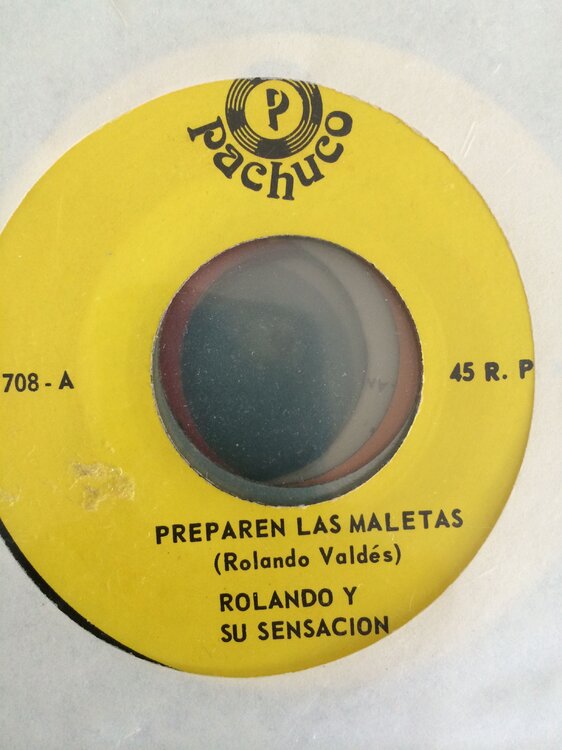 P
Pachuco
708 - A
45 R. P
PREPAREN LAS MALETAS
(Rolando Valdés)
ROLANDO Y
SU SENSACION